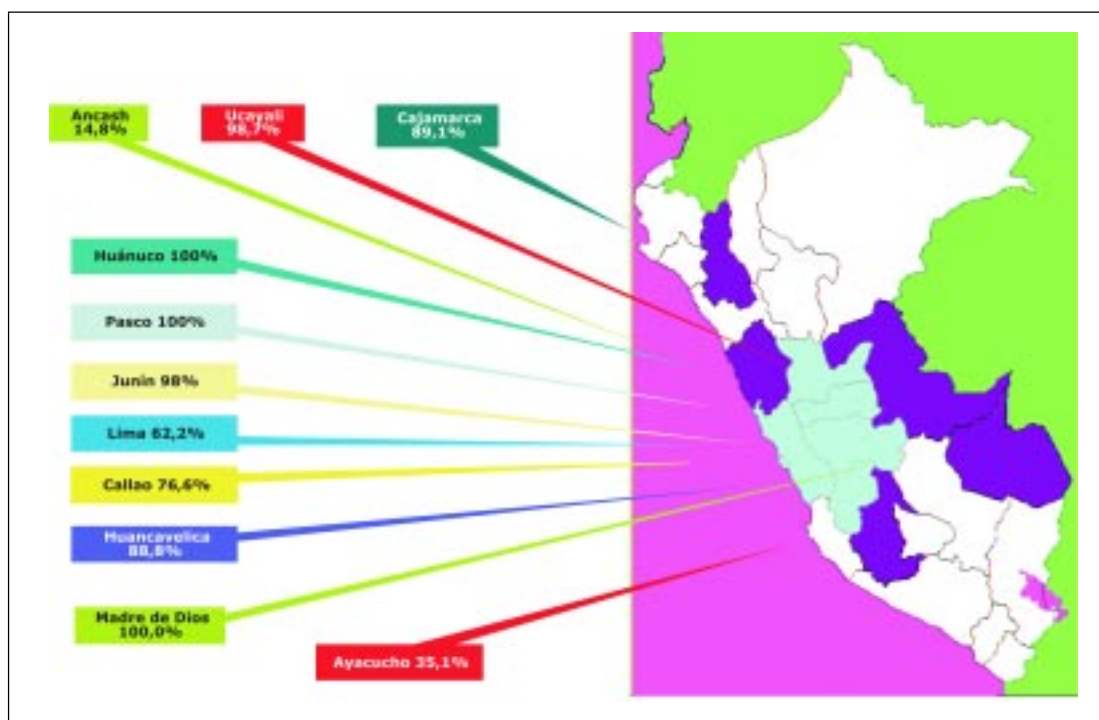 Ancash
14,8%
Ucayali
98,7%
Cajamarca
89,1%
Huánuco 100%
Pasco 100%
Junin 98%
Lima 62,2%
Callao 76,6%
Huancavelica
88,8%
Madre de Dios
100,0%
Ayacucho 35,1%